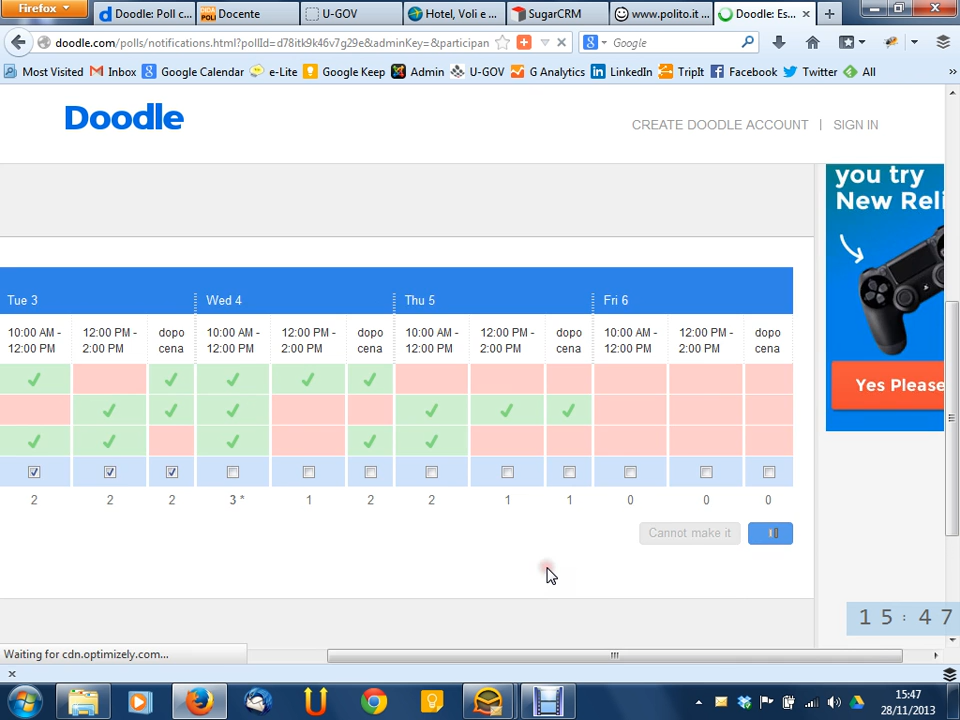 Firefox
Doodle: Poll c...
DIDA POLI
Docente
U-GOV
Hotel, Voli e ...
SugarCRM
www.polito.it ...
Doodle: Es...
doodle.com/polls/notifications.html?pollId=d78itk9k46v7g29e&adminKey=&participan
Google
Most Visited
Inbox
Google Calendar
e-Lite
Google Keep
Admin
U-GOV
G Analytics
LinkedIn
TripIt
Facebook
Twitter
All
Doodle
CREATE DOODLE ACCOUNT | SIGN IN
you try
New Reli
Yes Please
Tue 3
Wed 4
Thu 5
Fri 6
10:00 AM - 12:00 PM
12:00 PM - 2:00 PM
dopo cena
10:00 AM - 12:00 PM
12:00 PM - 2:00 PM
dopo cena
10:00 AM - 12:00 PM
12:00 PM - 2:00 PM
dopo cena
10:00 AM - 12:00 PM
12:00 PM - 2:00 PM
dopo cena
2 2 2 3 * 1 2 2 1 1 0 0 0
Cannot make it
15:47
Waiting for cdn.optimizely.com...
15:47
28/11/2013